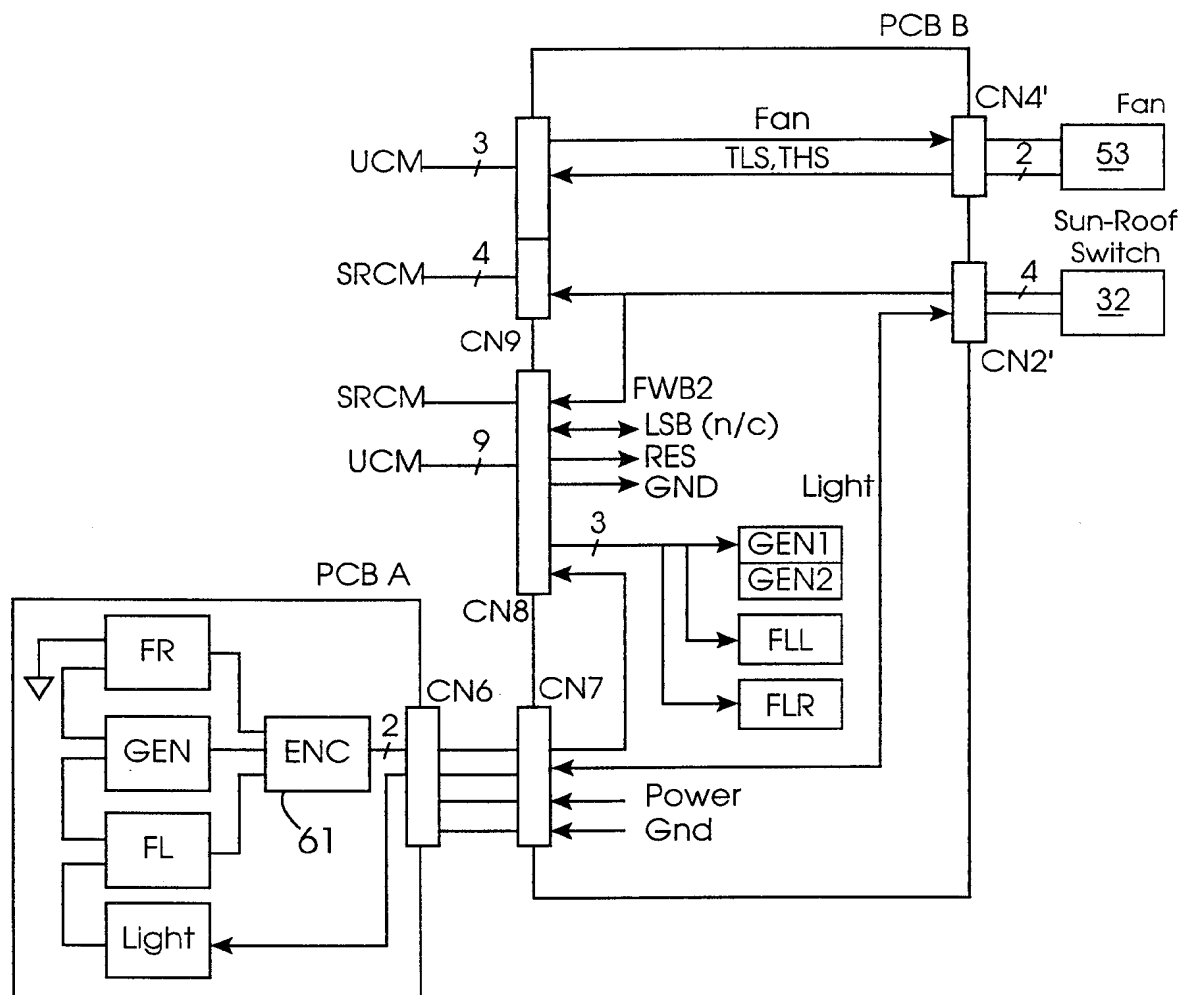 PCB B
CN4'
Fan
Fan
3
UCM
TLS,THS
2
53
Sun-Roof
Switch
4
SRCM
4
32
CN9
CN2'
FWB2
SRCM
LSB (n/c)
9
UCM
RES
GND
Light
3
GEN1
GEN2
PCB A
CN8
FLL
FR
CN6
CN7
FLR
GEN
ENC
2
Power
61
Gnd
FL
Light